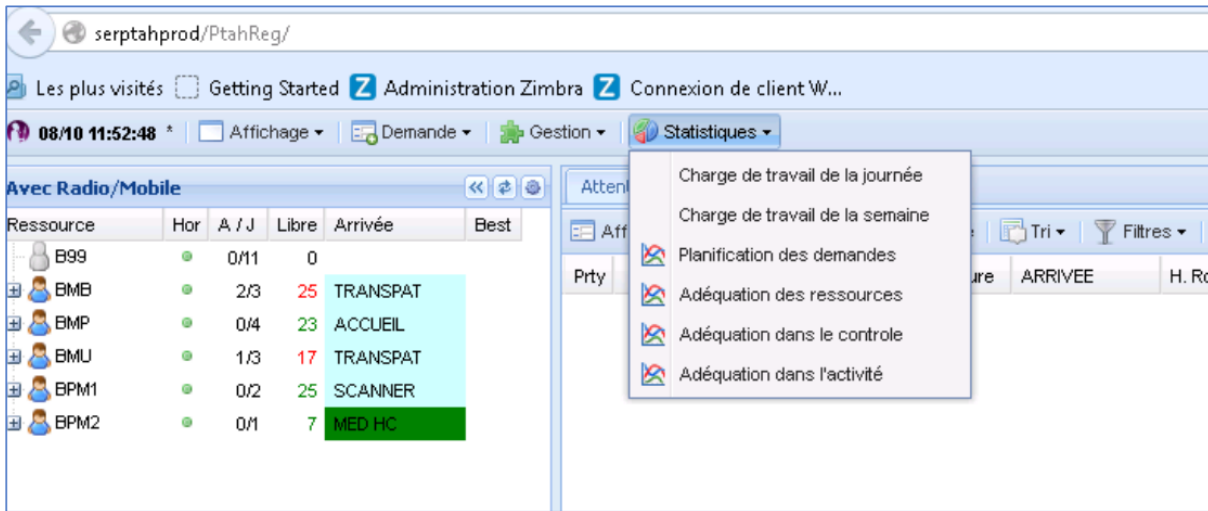 serptahprod/PtahReg/
Les plus visités Getting Started Z Administration Zimbra Z Connexion de client W...
08/10 11:52:48 * Affichage Demande Gestion Statistiques
Avec Radio/Mobile
Ressource Hor A / J Libre Arrivée Best
B99 0/11 0
BMB 2/3 25 TRANSPAT
BMP 0/4 23 ACCUEIL
BMU 1/3 17 TRANSPAT
BPM1 0/2 25 SCANNER
BPM2 0/1 7 MED HC
Charge de travail de la journée
Charge de travail de la semaine
Planification des demandes
Adéquation des ressources
Adéquation dans le controle
Adéquation dans l'activité
Tri Filtres
Prty ARRIVEE